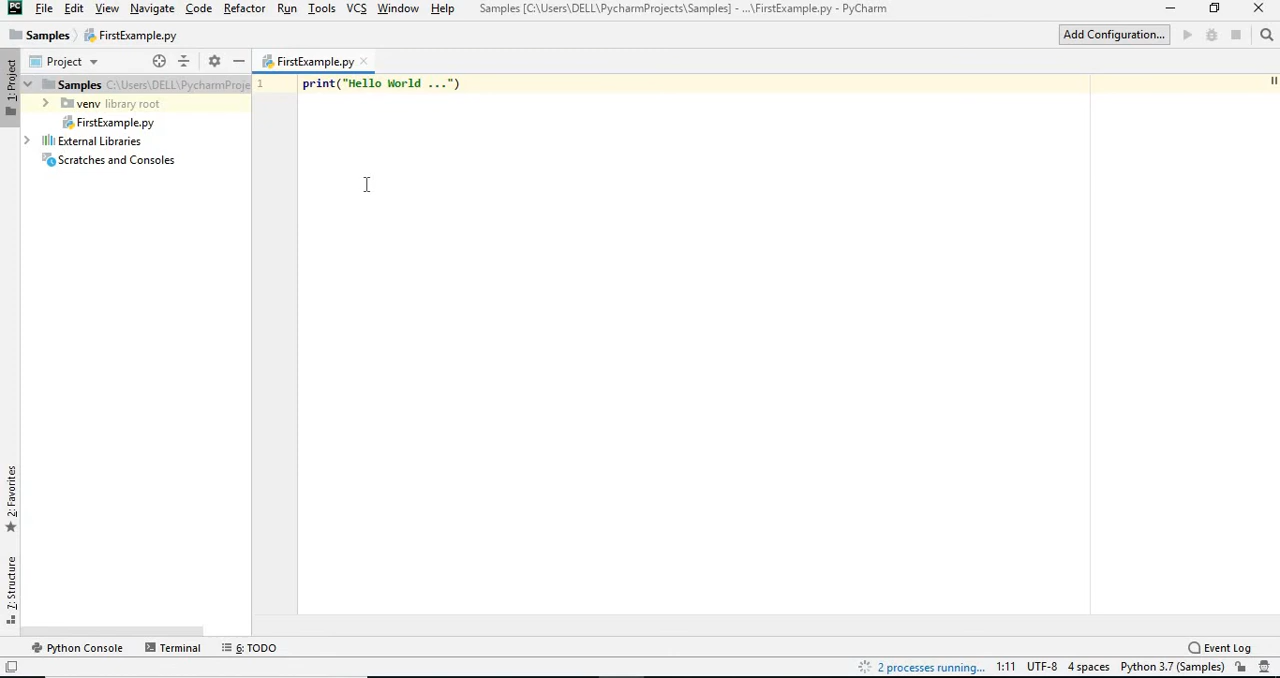 PC File Edit View Navigate Code Refactor Run Tools VCS Window Help Samples [C:\Users\DELL\PycharmProjects\Samples] - ...\FirstExample.py - PyCharm
Samples FirstExample.py Add Configuration...
1: Project
Project
FirstExample.py
Samples C:\Users\DELL\PycharmProje
1 print("Hello World ...")
venv library root
FirstExample.py
External Libraries
Scratches and Consoles
2: Favorites
7: Structure
Python Console Terminal 6: TODO Event Log
2 processes running... 1:11 UTF-8 4 spaces Python 3.7 (Samples)